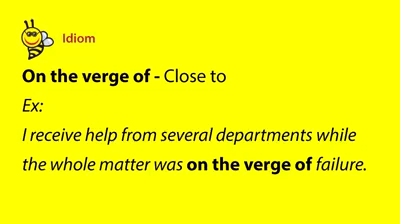 Idiom
On the verge of - Close to
Ex:
I receive help from several departments while
the whole matter was on the verge of failure.